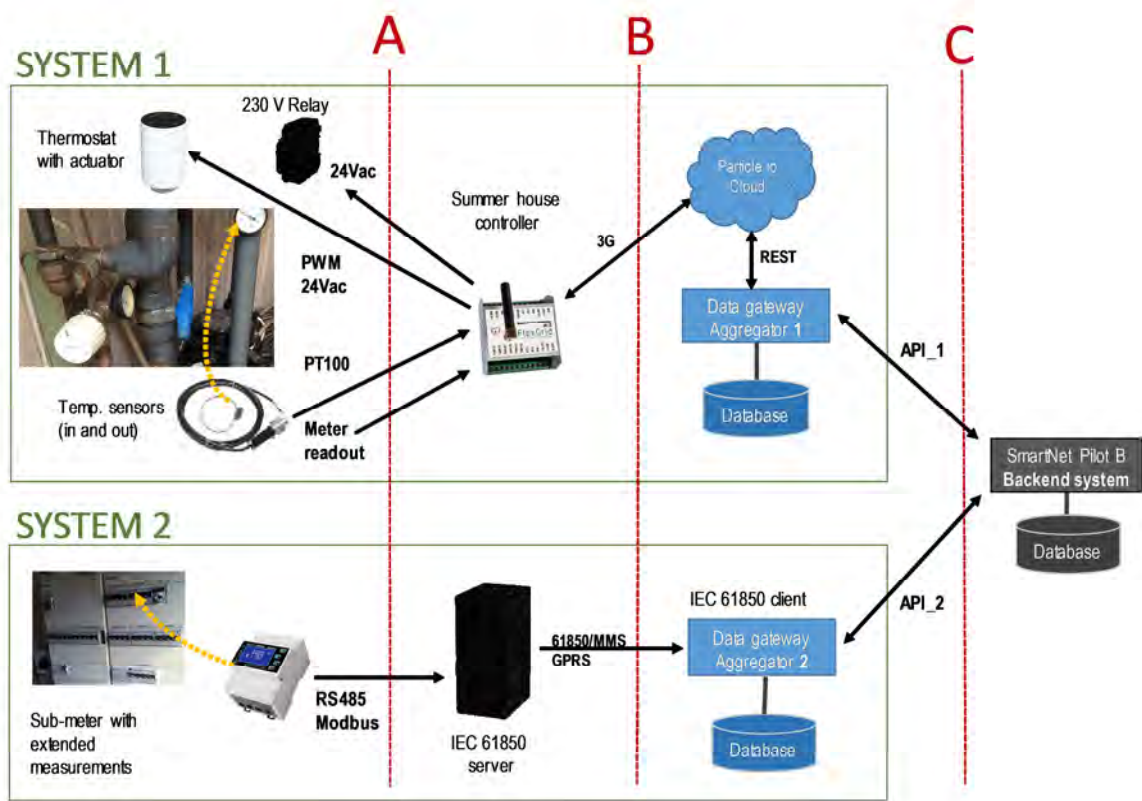 A
B
C
SYSTEM 1
230 V Relay
Thermostat
with actuator
24Vac
Summer house
controller
Particle io
Cloud
3G
REST
PWM
24Vac
Data gateway
Aggregator 1
FlexGrid
API_1
PT100
Temp. sensors
(in and out)
Meter
readout
Database
SmartNet Pilot B
Backend system
Database
SYSTEM 2
IEC 61850 client
API_2
61850/MMS
GPRS
Data gateway
Aggregator 2
RS485
Modbus
Sub-meter with
extended
measurements
IEC 61850
server
Database